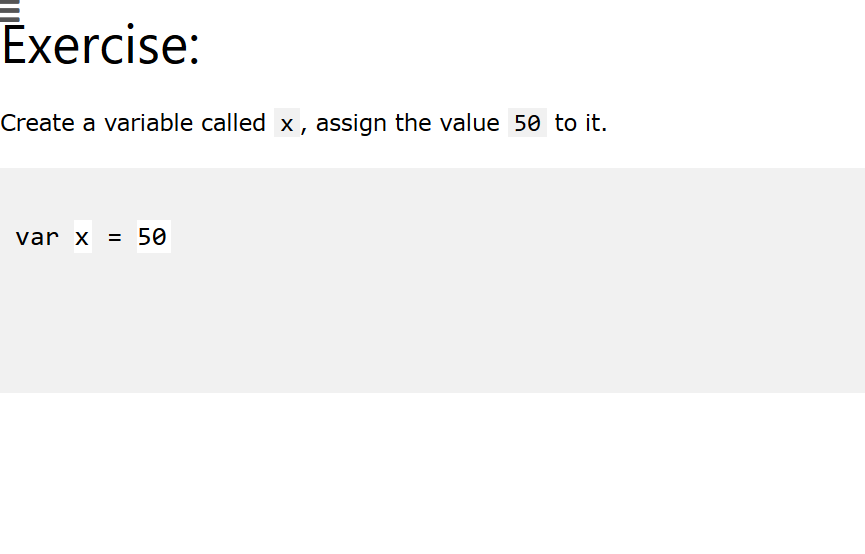 Exercise:
Create a variable called x, assign the value 50 to it.
var x = 50